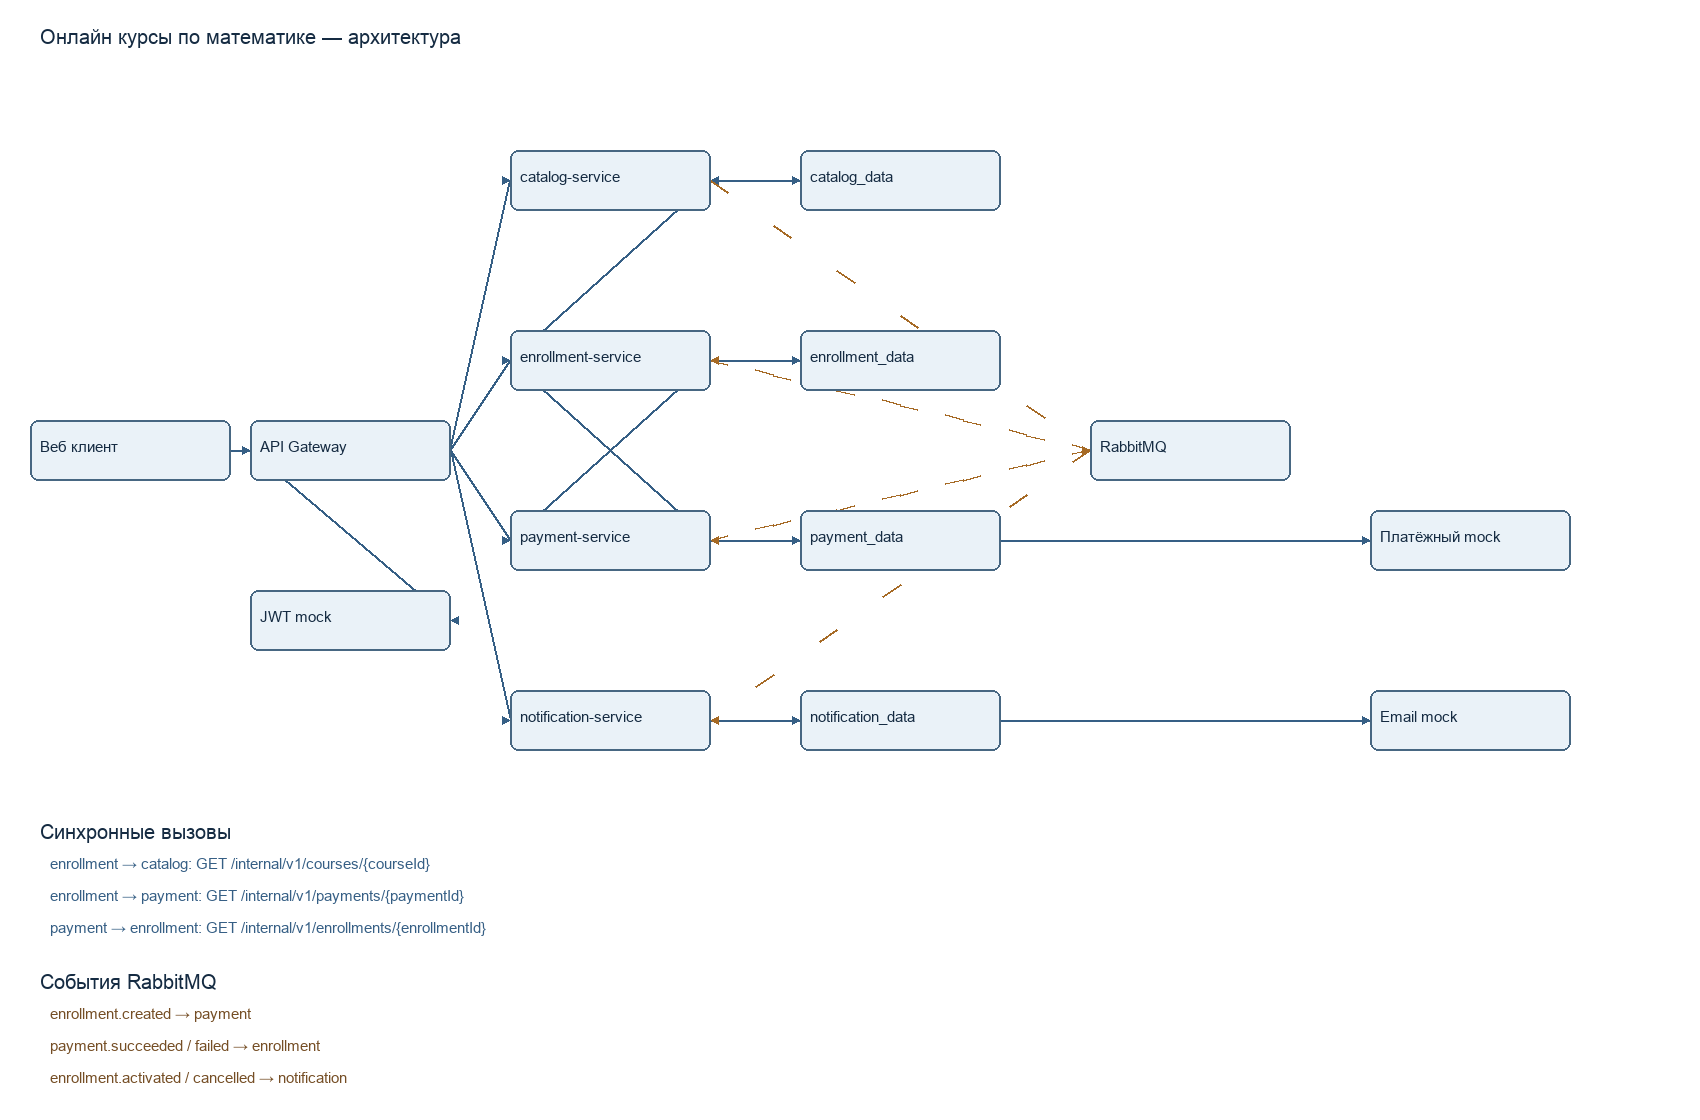 Онлайн курсы по математике — архитектура
catalog-service
catalog_data
enrollment-service
enrollment_data
Веб клиент
API Gateway
RabbitMQ
payment-service
payment_data
Платёжный mock
JWT mock
notification-service
notification_data
Email mock
Синхронные вызовы
enrollment → catalog: GET /internal/v1/courses/{courseId}
enrollment → payment: GET /internal/v1/payments/{paymentId}
payment → enrollment: GET /internal/v1/enrollments/{enrollmentId}
События RabbitMQ
enrollment.created → payment
payment.succeeded / failed → enrollment
enrollment.activated / cancelled → notification